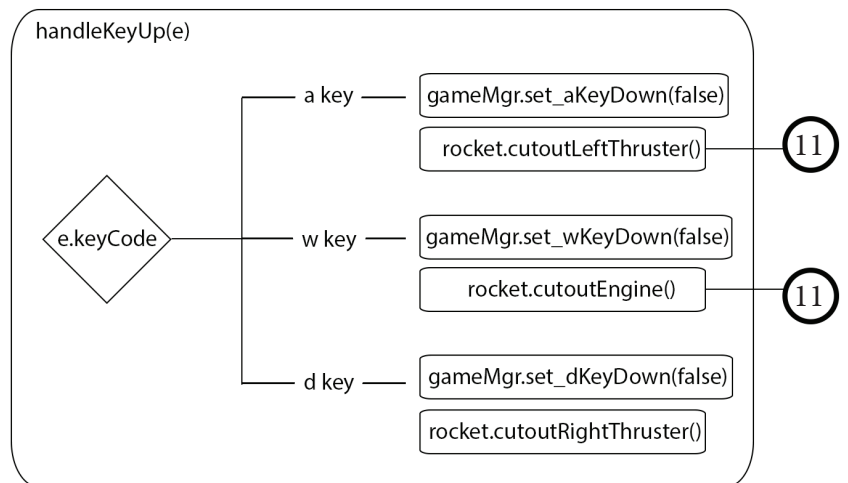 handleKeyUp(e)
a key
gameMgr.set_aKeyDown(false)
rocket.cutoutLeftThruster()
11
e.keyCode
w key
gameMgr.set_wKeyDown(false)
rocket.cutoutEngine()
11
d key
gameMgr.set_dKeyDown(false)
rocket.cutoutRightThruster()